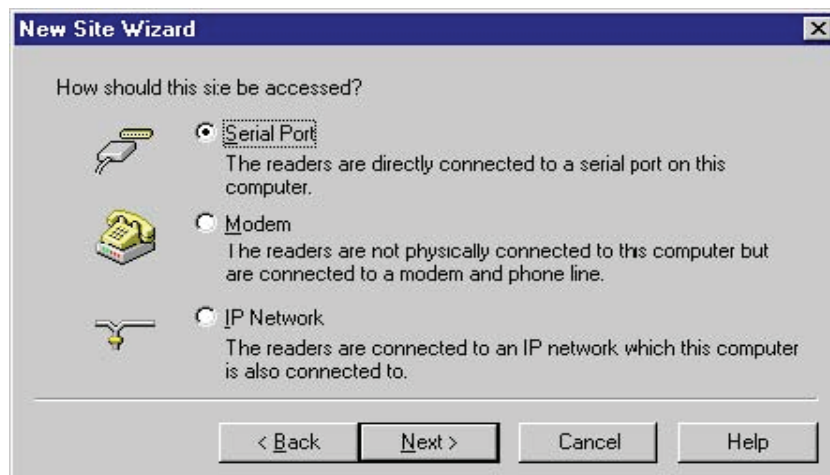 New Site Wizard
How should this site be accessed?
Serial Port
The readers are directly connected to a serial port on this
computer.
Modem
The readers are not physically connected to this computer but
are connected to a modem and phone line.
IP Network
The readers are connected to an IP network which this computer
is also connected to.
< Back
Next >
Cancel
Help